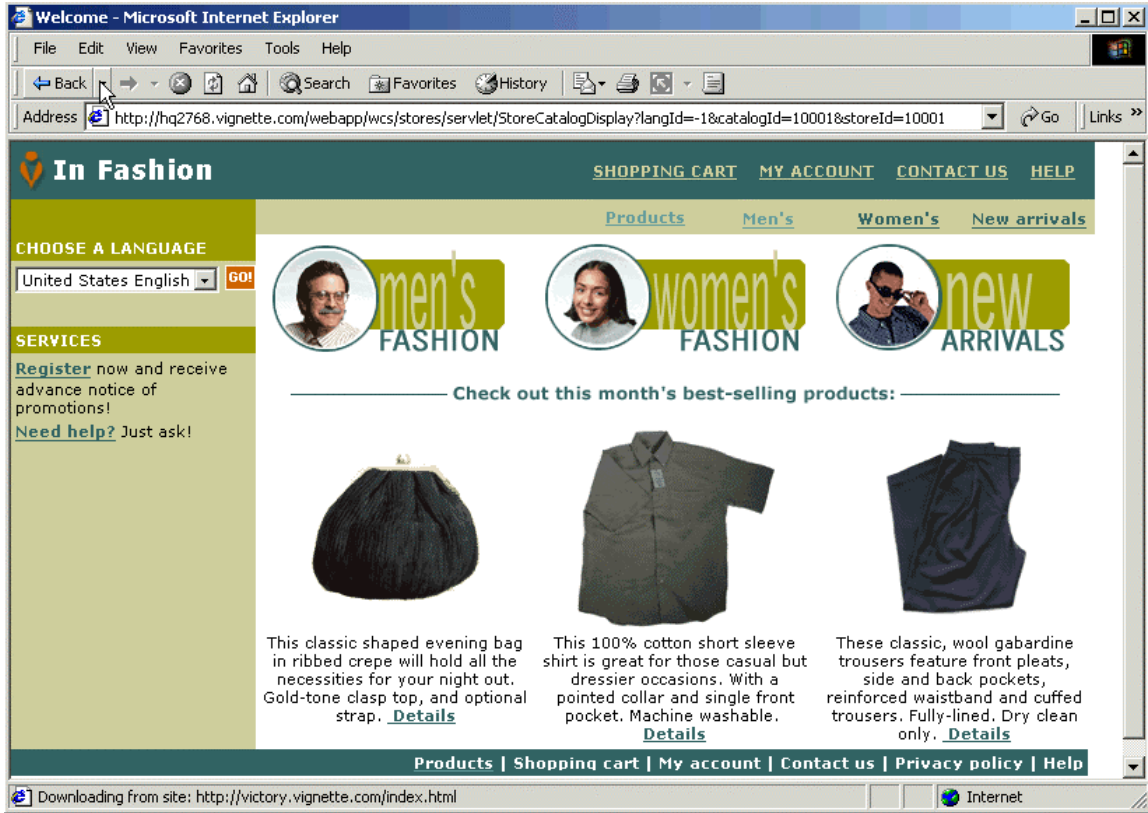 Welcome - Microsoft Internet Explorer
File Edit View Favorites Tools Help
Back Search Favorites History
Address http://hq2768.vignette.com/webapp/wcs/stores/servlet/StoreCatalogDisplay?langId=-1&catalogId=10001&storeId=10001 Go Links »
In Fashion SHOPPING CART MY ACCOUNT CONTACT US HELP
Products Men's Women's New arrivals
CHOOSE A LANGUAGE
United States English GO!
SERVICES
Register now and receive
advance notice of
promotions!
Need help? Just ask!
men's
FASHION
women's
FASHION
new
ARRIVALS
Check out this month's best-selling products:
This classic shaped evening bag
in ribbed crepe will hold all the
necessities for your night out.
Gold-tone clasp top, and optional
strap. Details
This 100% cotton short sleeve
shirt is great for those casual but
dressier occasions. With a
pointed collar and single front
pocket. Machine washable.
Details
These classic, wool gabardine
trousers feature front pleats,
side and back pockets,
reinforced waistband and cuffed
trousers. Fully-lined. Dry clean
only. Details
Products | Shopping cart | My account | Contact us | Privacy policy | Help
Downloading from site: http://victory.vignette.com/index.html Internet